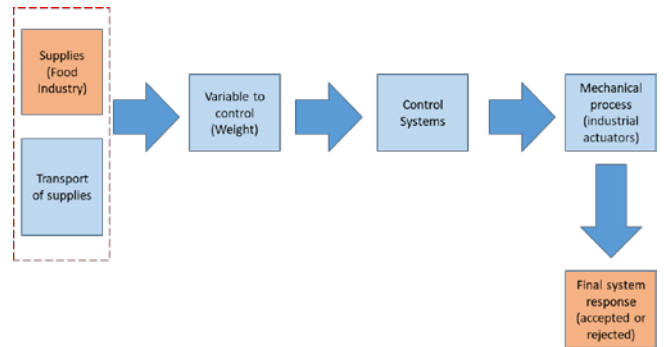 Supplies
(Food
Industry)
Transport
of supplies
Variable to
control
(Weight)
Control
Systems
Mechanical
process
(industrial
actuators)
Final system
response
(accepted or
rejected)